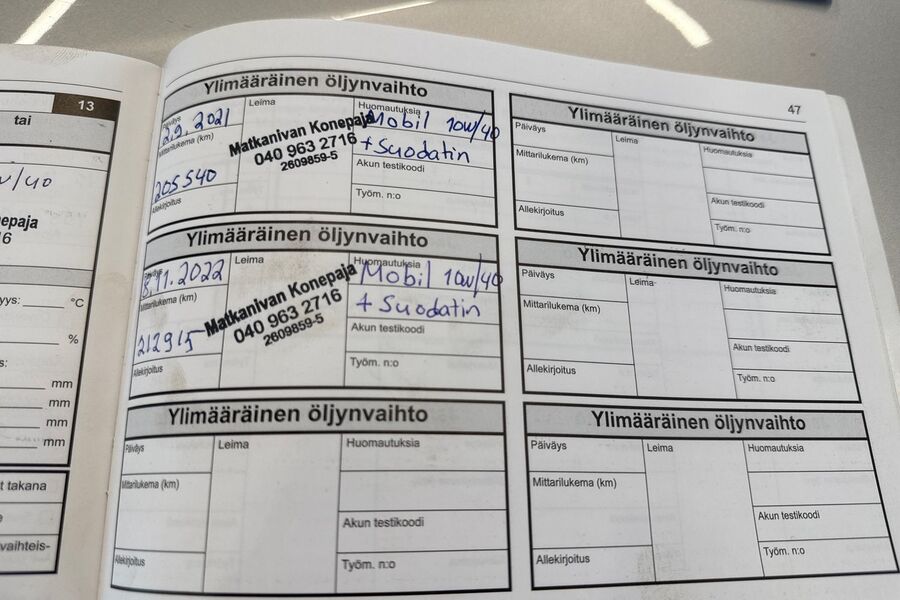 13
tai
w/40
nepaja
16
yys:
°C
%
s:
mm
mm
mm
mm
t takana
e
vaihteis-
47
Ylimääräinen öljynvaihto
Päiväys
2.9.2021
Mittarilukema (km)
205540
Allekirjoitus
Leima
Matkanivan Konepaja
040 963 2716
2609859-5
Huomautuksia
Mobil 10w/40
+ Suodatin
Akun testikoodi
Työm. n:o
Ylimääräinen öljynvaihto
Päiväys
8.11.2022
Mittarilukema (km)
212915
Allekirjoitus
Leima
Matkanivan Konepaja
040 963 2716
2609859-5
Huomautuksia
Mobil 10w/40
+ Suodatin
Akun testikoodi
Työm. n:o
Ylimääräinen öljynvaihto
Päiväys
Mittarilukema (km)
Allekirjoitus
Leima
Huomautuksia
Akun testikoodi
Työm. n:o
Ylimääräinen öljynvaihto
Päiväys
Mittarilukema (km)
Allekirjoitus
Leima
Huomautuksia
Akun testikoodi
Työm. n:o
Ylimääräinen öljynvaihto
Päiväys
Mittarilukema (km)
Allekirjoitus
Leima
Huomautuksia
Akun testikoodi
Työm. n:o
Ylimääräinen öljynvaihto
Päiväys
Mittarilukema (km)
Allekirjoitus
Leima
Huomautuksia
Akun testikoodi
Työm. n:o